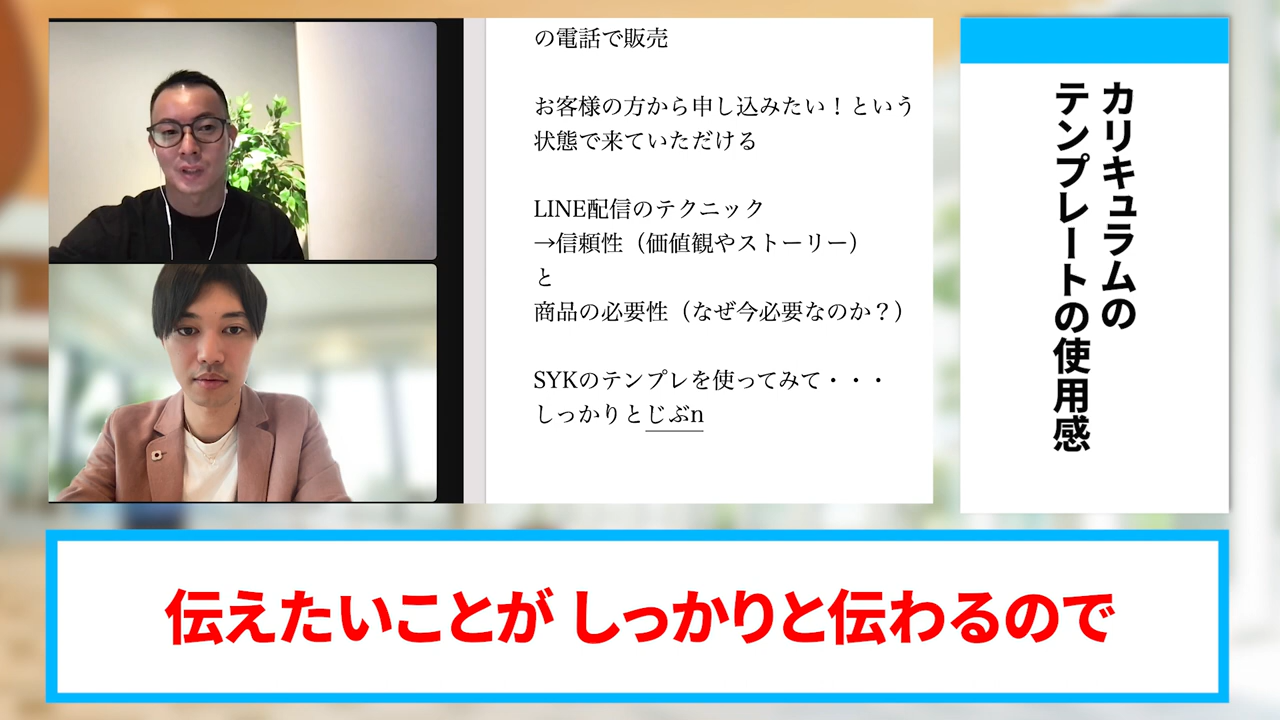 の電話で販売
お客様の方から申し込みたい！という
状態で来ていただける
LINE配信のテクニック
→信頼性（価値観やストーリー）
と
商品の必要性（なぜ今必要なのか？）
SYKのテンプレを使ってみて・・・
しっかりとじぶn
カリキュラムの
テンプレートの使用感
伝えたいことが しっかりと伝わるので